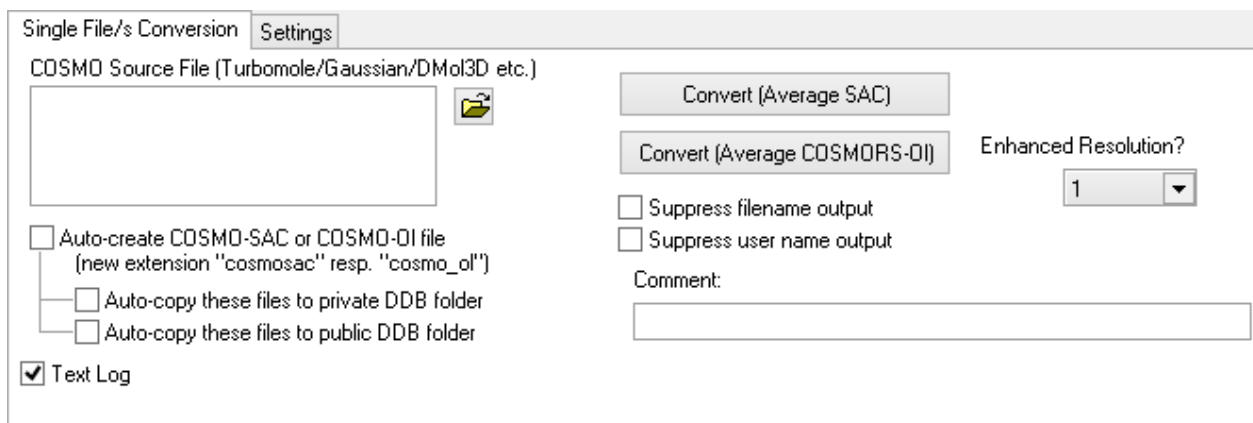 Single File/s Conversion
Settings
COSMO Source File (Turbomole/Gaussian/DMol3D etc.)
Convert (Average SAC)
Convert (Average COSMORS-Ol)
Enhanced Resolution?
1
Suppress filename output
Suppress user name output
Auto-create COSMO-SAC or COSMO-Ol file
(new extension "cosmosac" resp. "cosmo_ol")
Auto-copy these files to private DDB folder
Auto-copy these files to public DDB folder
Comment:
Text Log